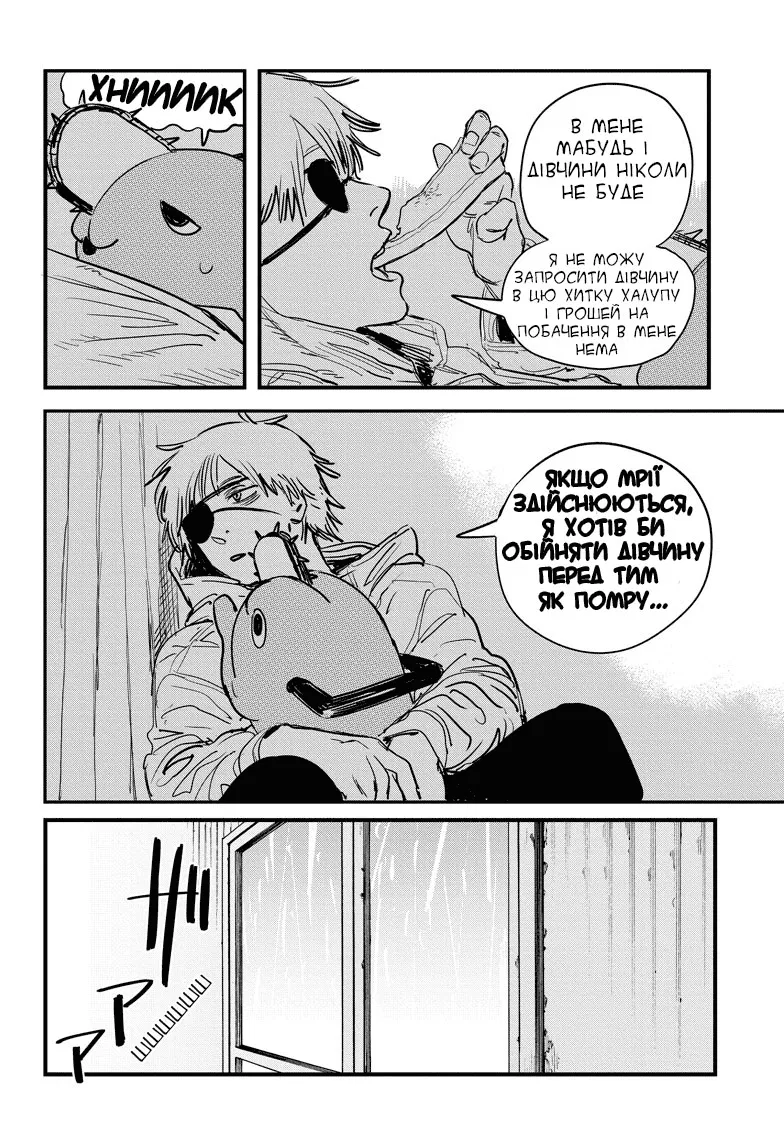 В МЕНЕ
МАБУДЬ І
ДІВЧИНИ НІКОЛИ
НЕ БУДЕ
Я НЕ МОЖУ
ЗАПРОСИТИ ДІВЧИНУ
В ЦЮ ХИТКУ ХАЛУПУ
І ГРОШЕЙ НА
ПОБАЧЕННЯ В МЕНЕ
НЕМА
ХНИИИИК
ЯКЩО МРІЇ
ЗДІЙСНЮЮТЬСЯ,
Я ХОТІВ БИ
ОБІЙНЯТИ ДІВЧИНУ
ПЕРЕД ТИМ
ЯК ПОМРУ...
шшшшшшш